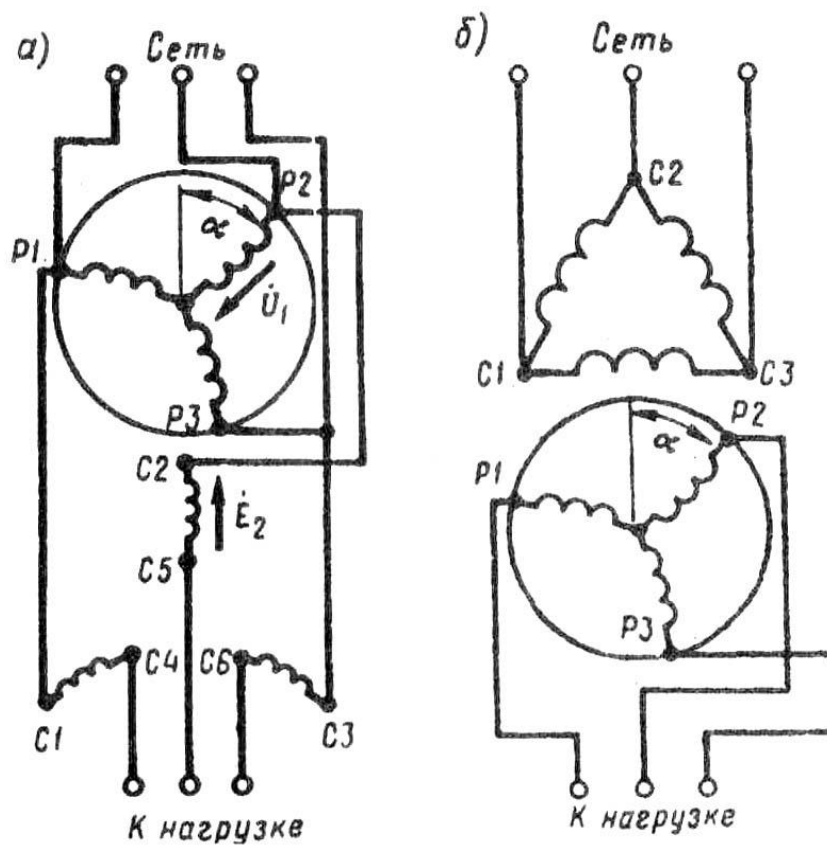 а)
Сеть
P1
P2
α
U̇₁
P3
C2
Ė₂
C5
C4
C6
C1
C3
К нагрузке
б)
Сеть
C2
C1
C3
P1
P2
α
P3
К нагрузке